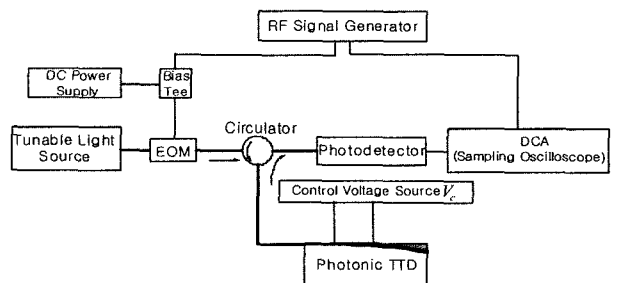 RF Signal Generator
DC Power
Supply
Bias
Tee
Circulator
Tunable Light
Source
EOM
Photodetector
DCA
(Sampling Oscilloscope)
Control Voltage Source V_c
Photonic TTD